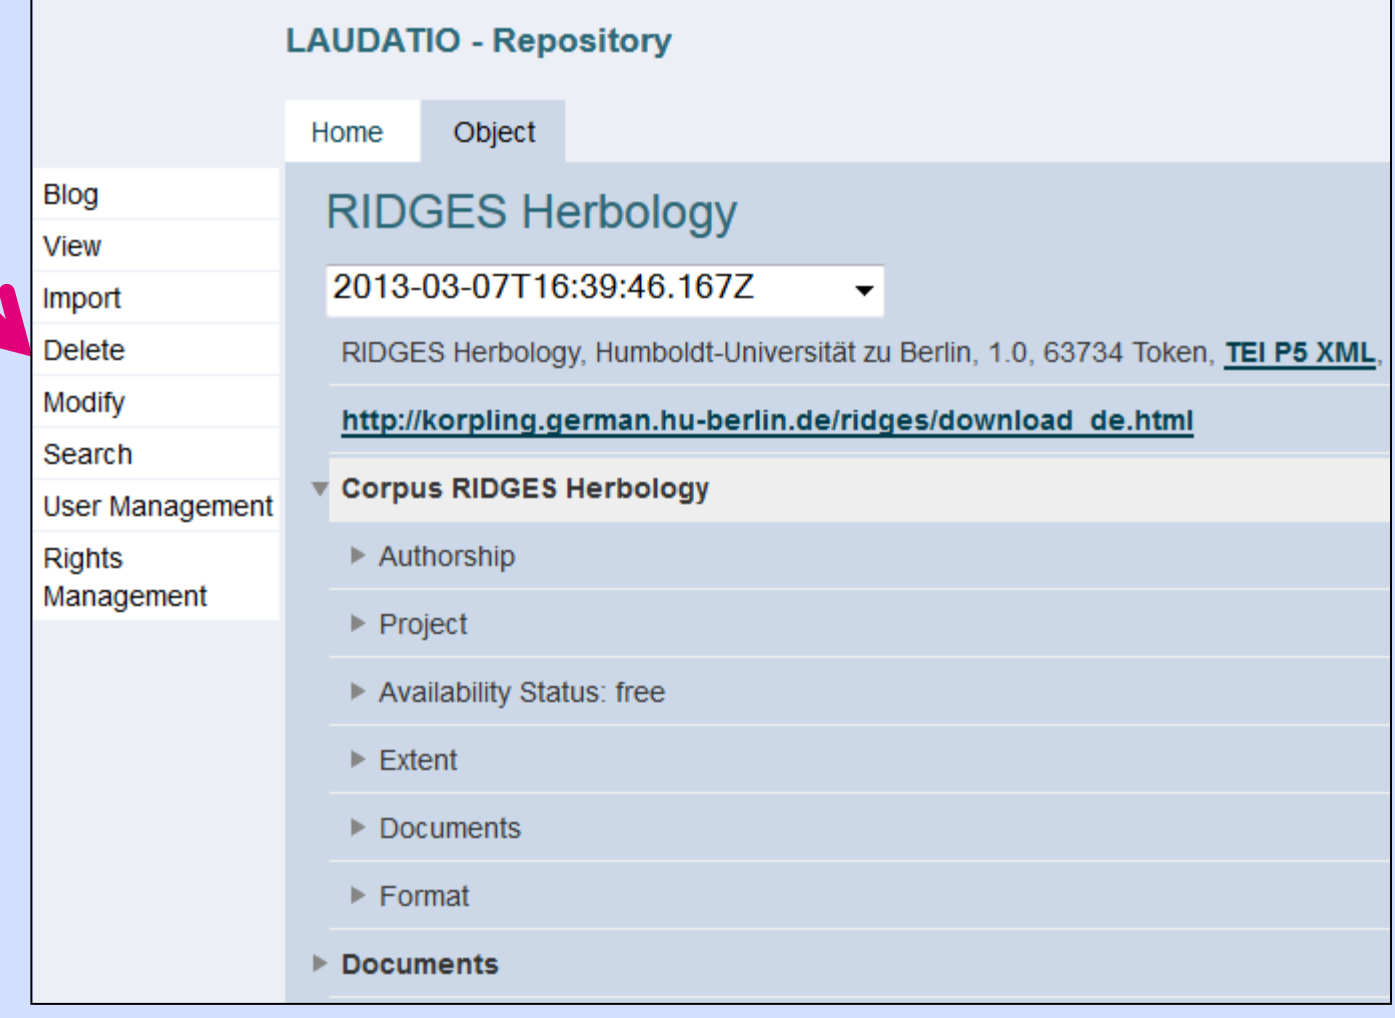 LAUDATIO - Repository
Home
Object
Blog
View
Import
Delete
Modify
Search
User Management
Rights
Management
RIDGES Herbology
2013-03-07T16:39:46.167Z
RIDGES Herbology, Humboldt-Universität zu Berlin, 1.0, 63734 Token, TEI P5 XML,
http://korpling.german.hu-berlin.de/ridges/download_de.html
Corpus RIDGES Herbology
Authorship
Project
Availability Status: free
Extent
Documents
Format
Documents